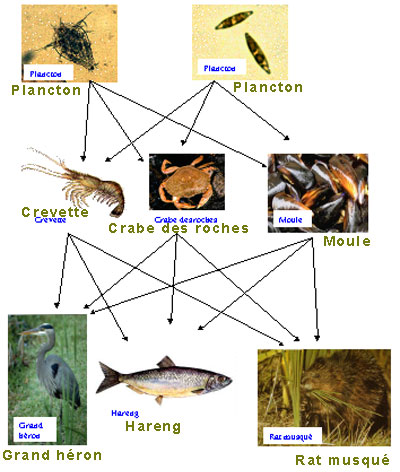 Plancton
Plancton
Plancton
Plancton
Crevette
Crevette
Crabe des roches
Crabe des roches
Moule
Moule
Grand
héron
Grand héron
Hareng
Hareng
Rat musqué
Rat musqué